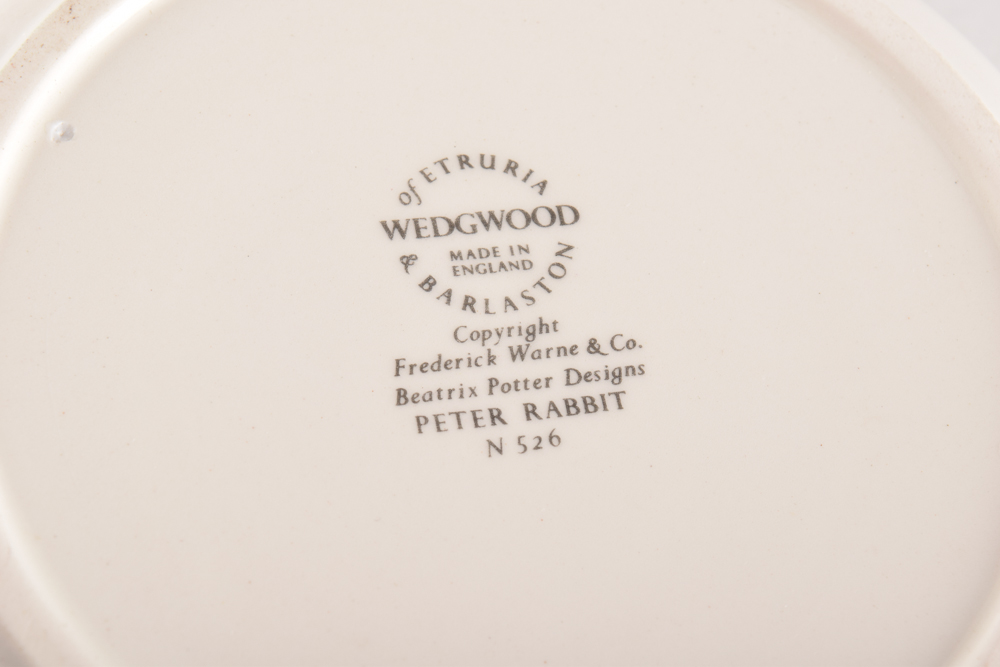 of ETRURIA
WEDGWOOD
MADE IN
ENGLAND
& BARLASTON
Copyright
Frederick Warne & Co.
Beatrix Potter Designs
PETER RABBIT
N 526